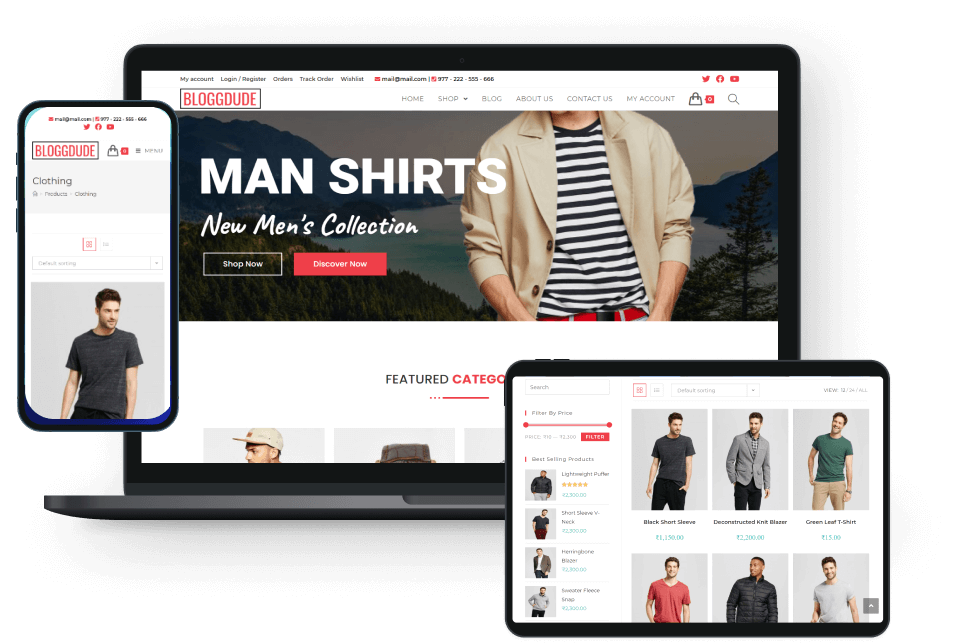 My account Login / Register Orders Track Order Wishlist mail@mail.com | 977 - 222 - 555 - 666
BLOGGDUDE
HOME SHOP BLOG ABOUT US CONTACT US MY ACCOUNT 0
MAN SHIRTS
New Men's Collection
Shop Now Discover Now
FEATURED CATEGO
mail@mail.com | 977 - 222 - 555 - 666
BLOGGDUDE 0 MENU
Clothing
Products Clothing
Default sorting
Search
Filter By Price
FILTER
Best Selling Products
Lightweight Puffer
₹2,300.00
Short Sleeve V-
Neck
₹2,300.00
Herringbone
Blazer
₹2,300.00
Sweater Fleece
Snap
₹2,300.00
Default sorting VIEW: 12 / 24 / ALL
Black Short Sleeve Deconstructed Knit Blazer Green Leaf T-Shirt
₹1,150.00 ₹2,200.00 ₹15.00